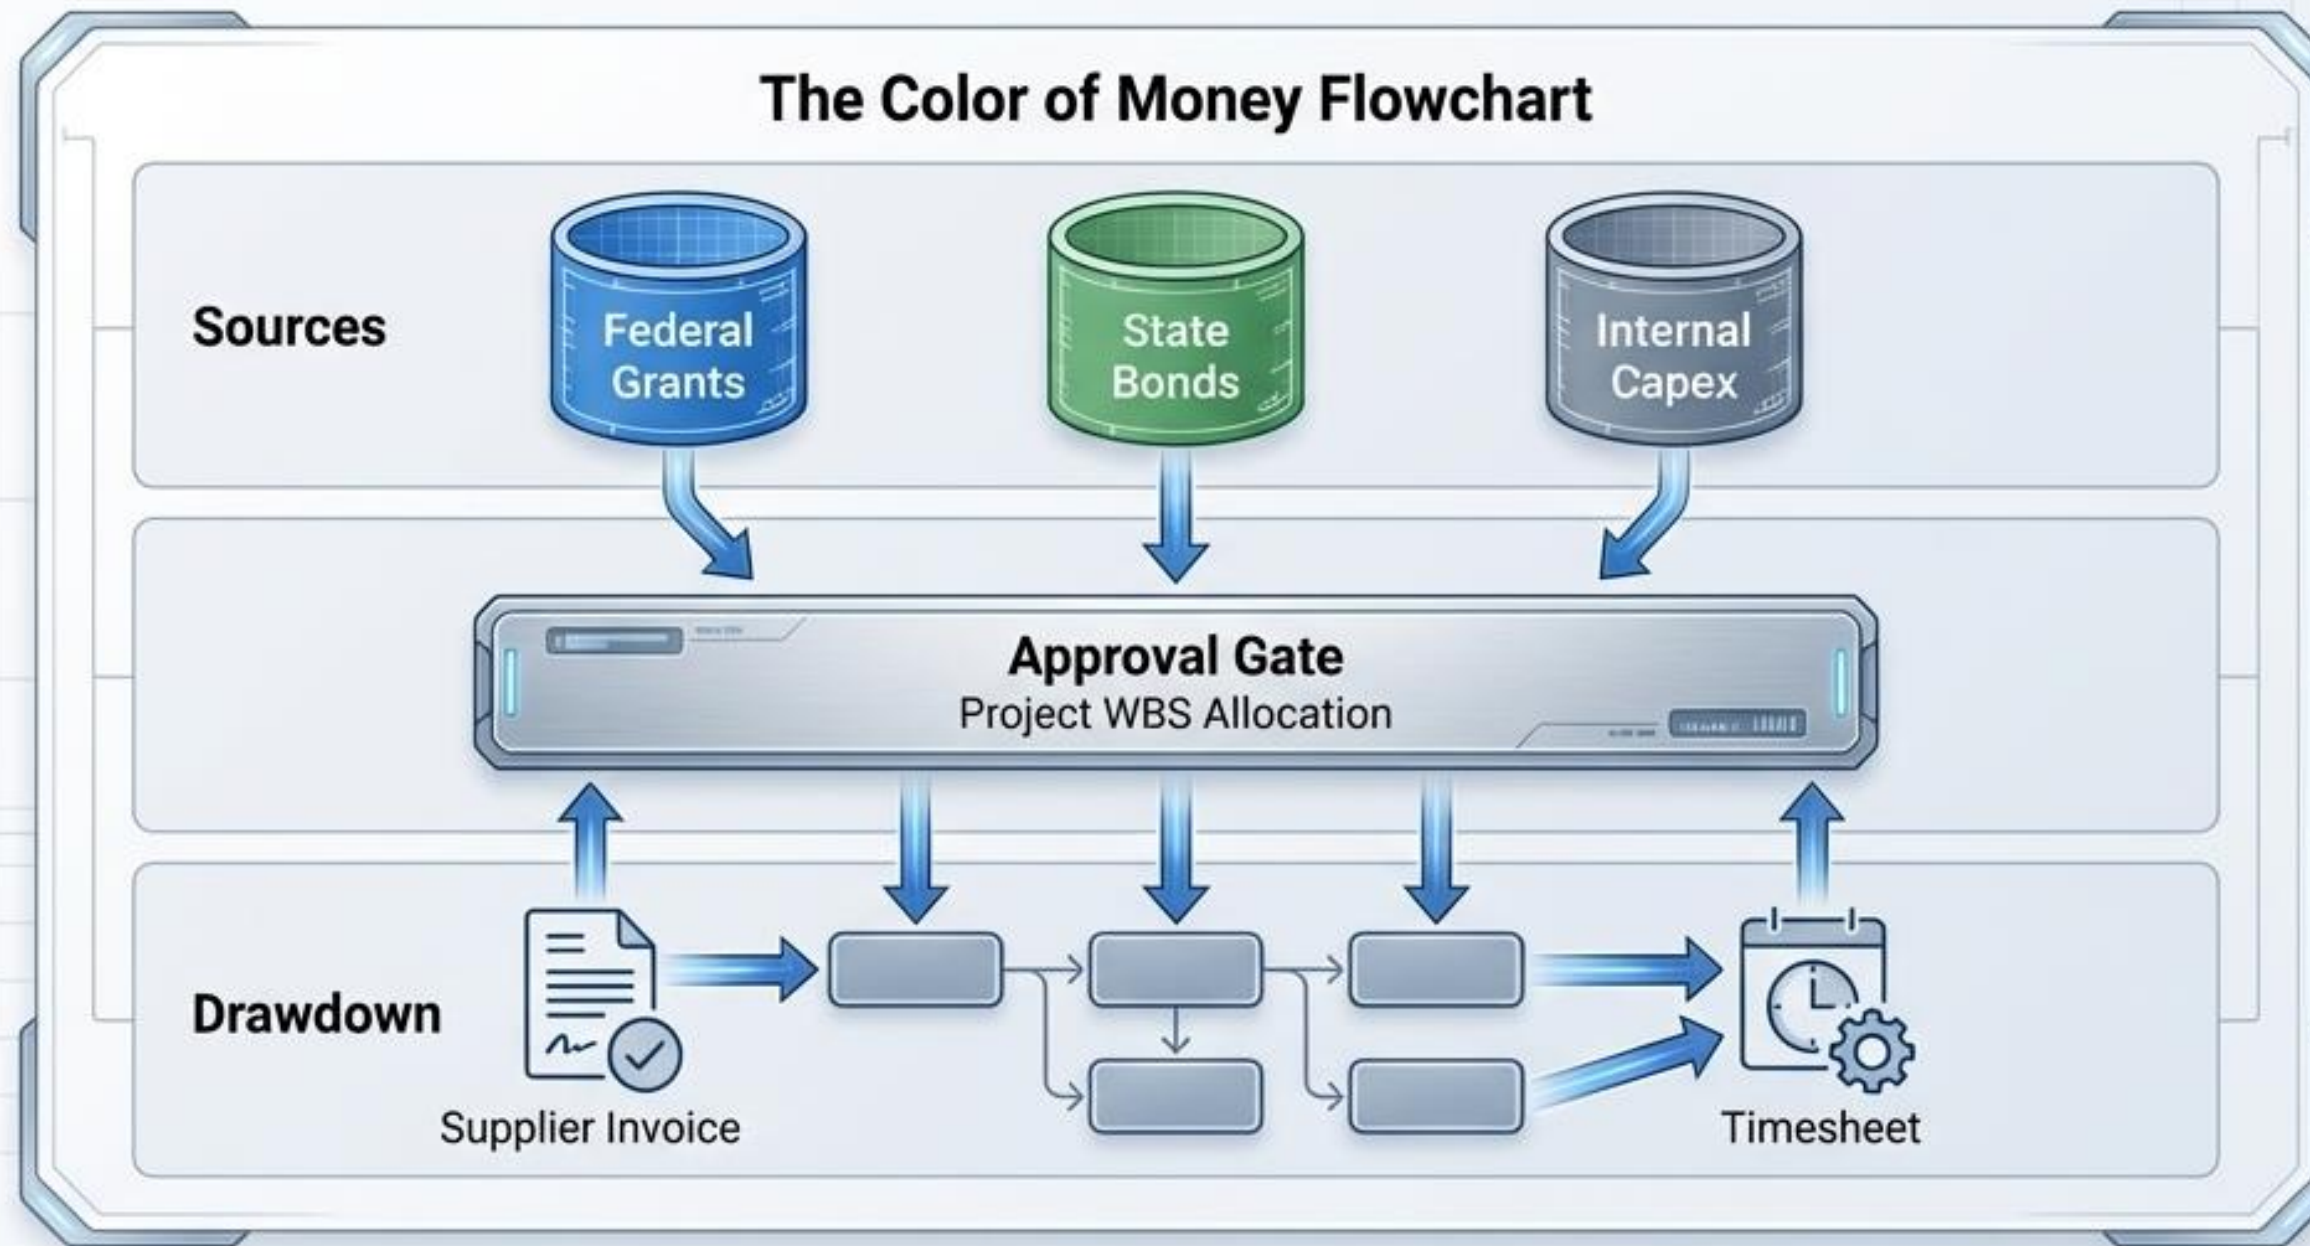 The Color of Money Flowchart
Sources
Federal
Grants
State
Bonds
Internal
Capex
Approval Gate
Project WBS Allocation
Drawdown
Supplier Invoice
Timesheet